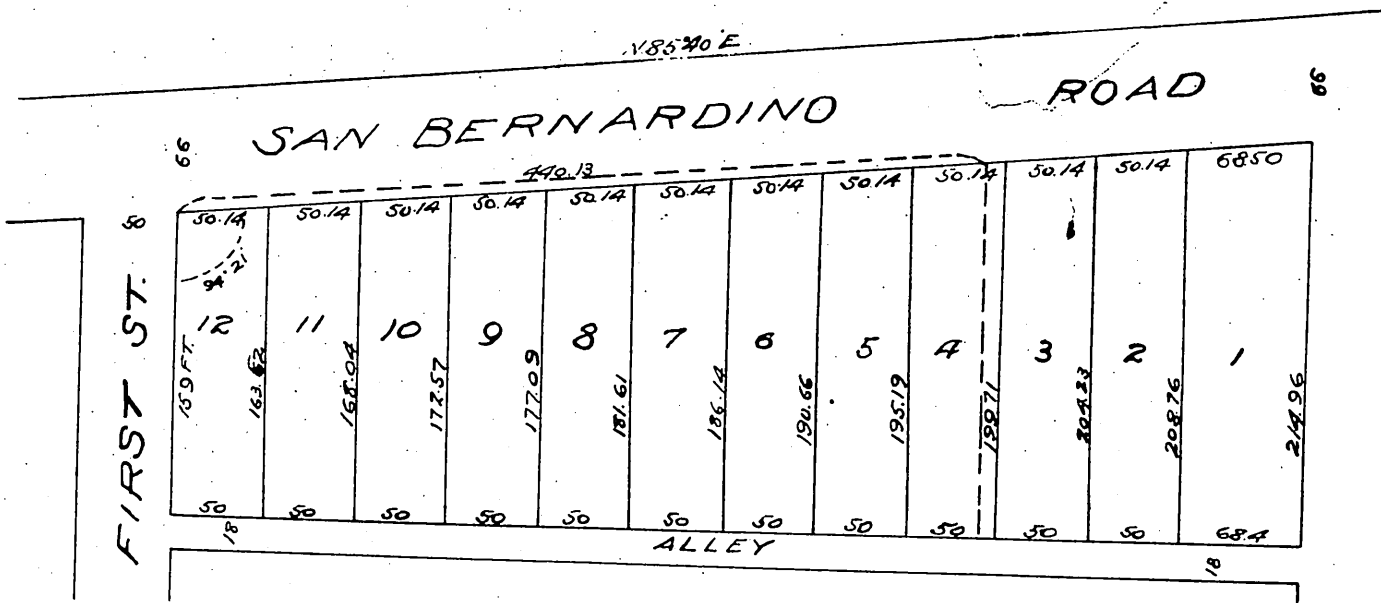 N85°40'E
SAN BERNARDINO ROAD
66
66
440.13
50
50.14 50.14 50.14 50.14 50.14 50.14 50.14 50.14 50.14 50.14 50.14 68.50
94°21'
FIRST ST.
12 11 10 9 8 7 6 5 4 3 2 1
159 FT. 163.52 168.04 172.57 177.09 181.61 186.14 190.66 195.19 199.71 204.23 208.76 214.96
50 50 50 50 50 50 50 50 50 50 50 68.4
18
ALLEY
18